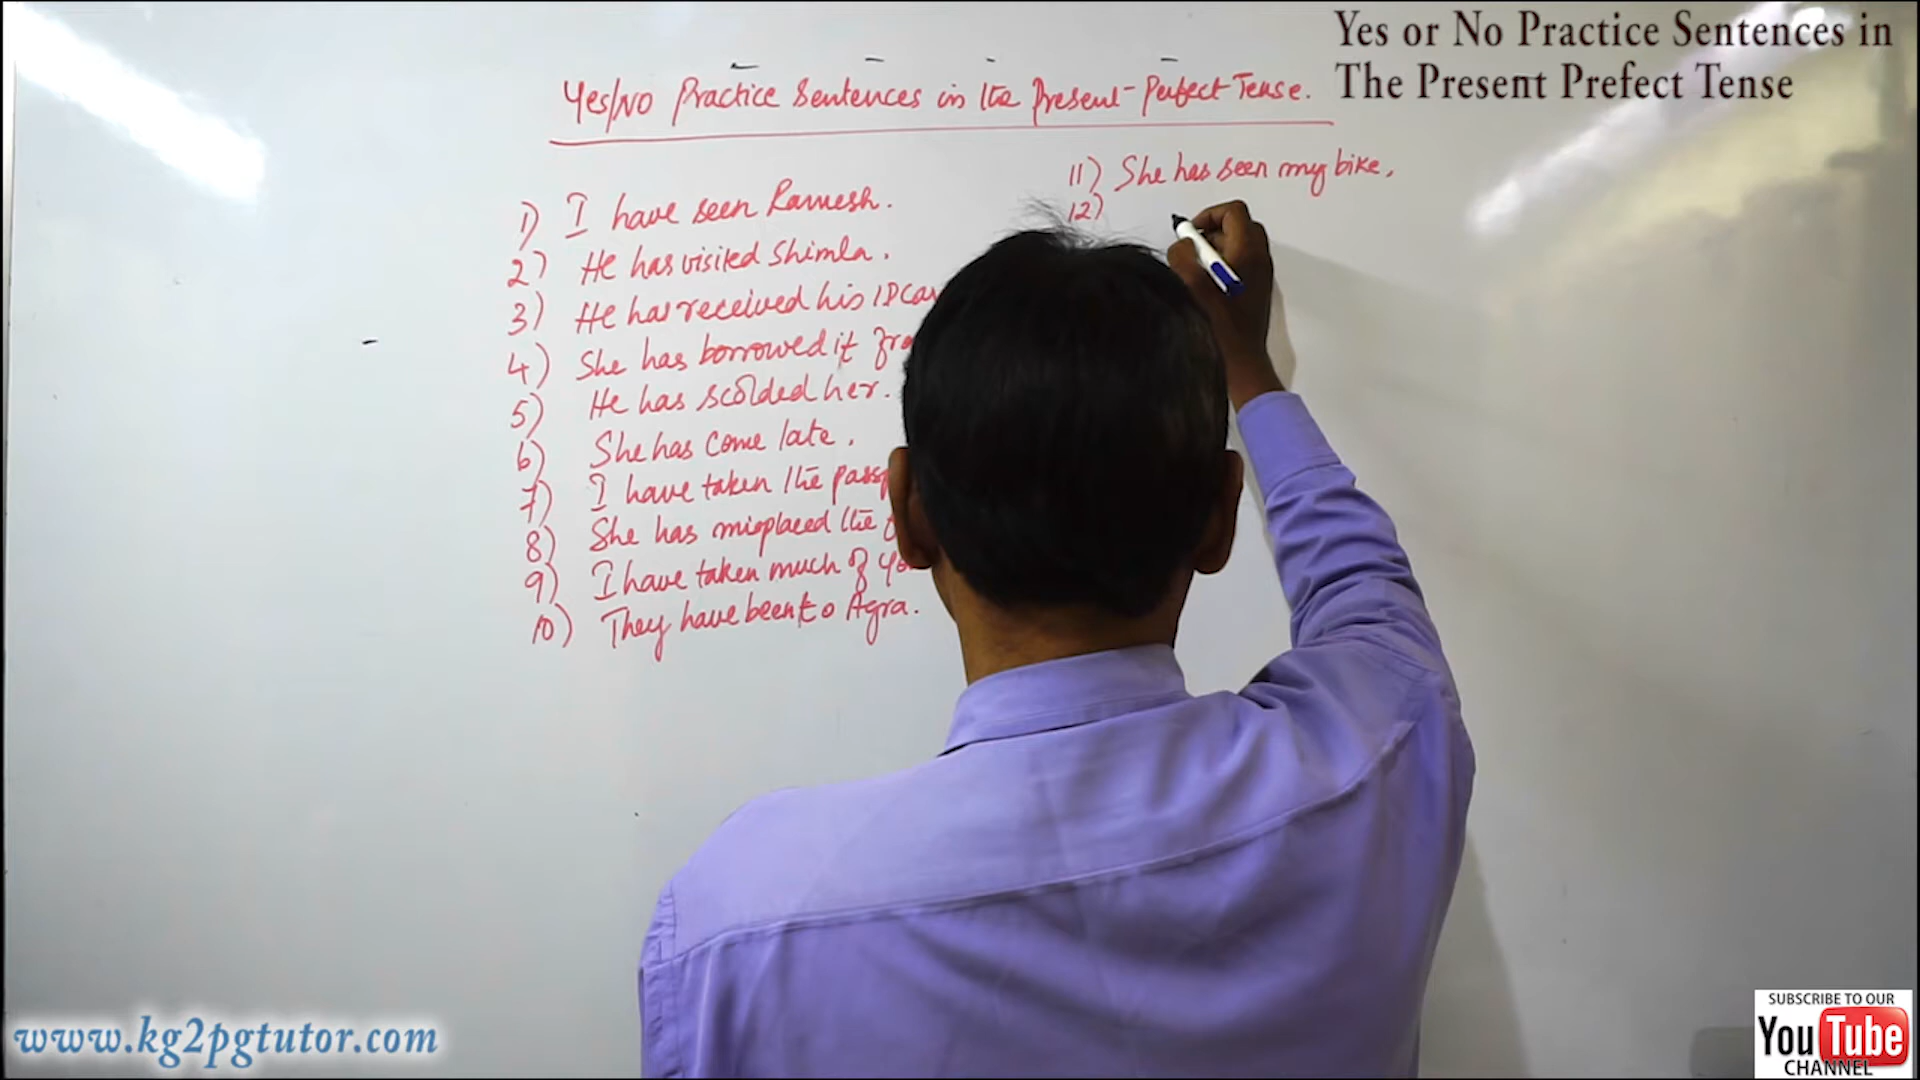 Yes or No Practice Sentences in
The Present Prefect Tense
Yes/No Practice Sentences in the Present-Perfect Tense.
1) I have seen Ramesh.
2) He has visited Shimla.
3) He has received his ID
4) She has borrowed it
5) He has scolded her.
6) She has come late.
7) I have taken the
8) She has misplaced the
9) I have taken much of
10) They have been to Agra.
11) She has seen my bike.
12)
www.kg2pgtutor.com
SUBSCRIBE TO OUR
YouTube
CHANNEL